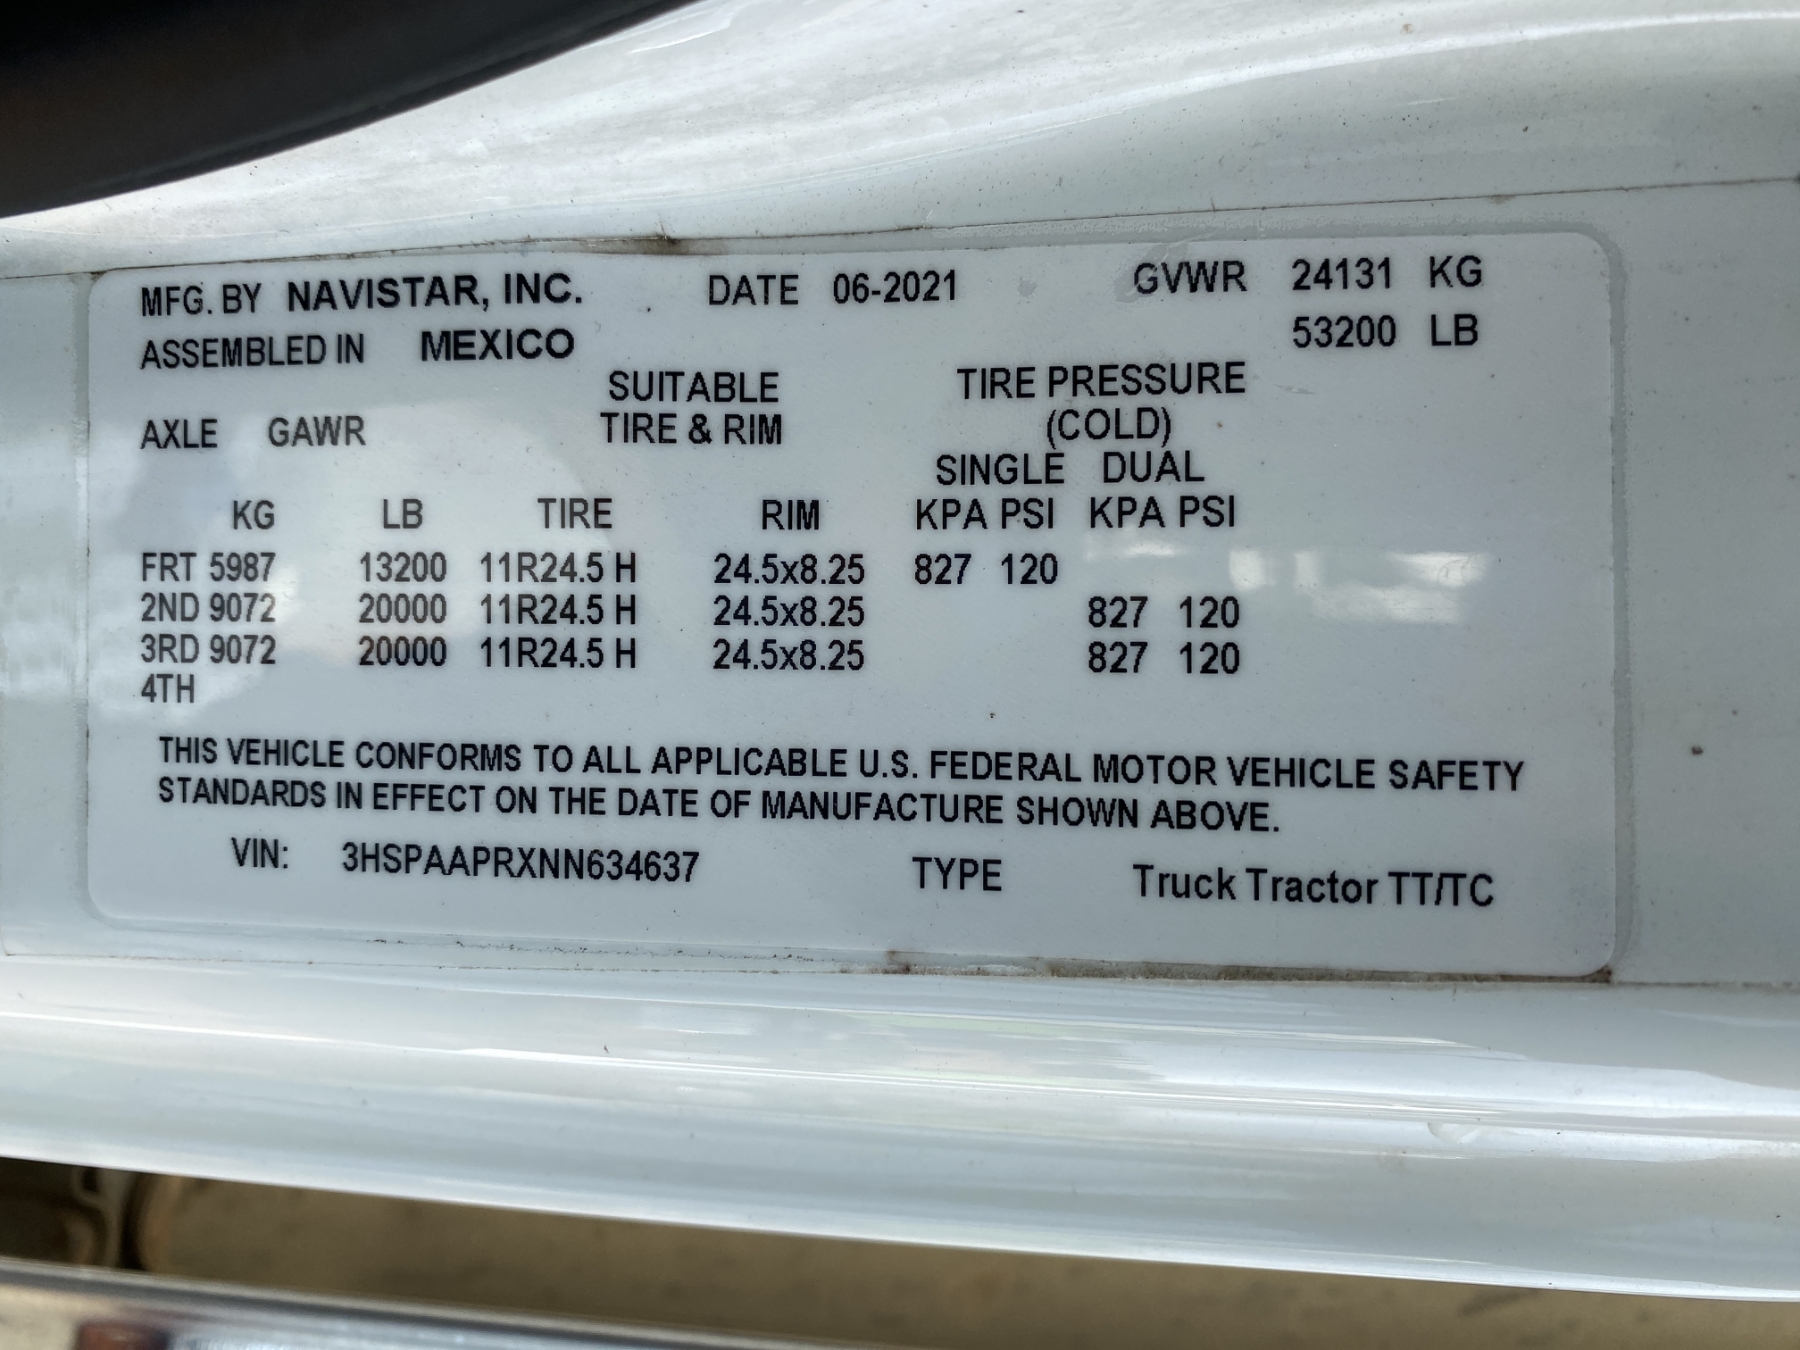 MFG. BY NAVISTAR, INC. DATE 06-2021 GVWR 24131 KG
ASSEMBLED IN MEXICO 53200 LB
SUITABLE TIRE PRESSURE
AXLE GAWR TIRE & RIM (COLD)
SINGLE DUAL
KG LB TIRE RIM KPA PSI KPA PSI
FRT 5987 13200 11R24.5 H 24.5x8.25 827 120
2ND 9072 20000 11R24.5 H 24.5x8.25 827 120
3RD 9072 20000 11R24.5 H 24.5x8.25 827 120
4TH
THIS VEHICLE CONFORMS TO ALL APPLICABLE U.S. FEDERAL MOTOR VEHICLE SAFETY
STANDARDS IN EFFECT ON THE DATE OF MANUFACTURE SHOWN ABOVE.
VIN: 3HSPAAPRXNN634637 TYPE Truck Tractor TT/TC